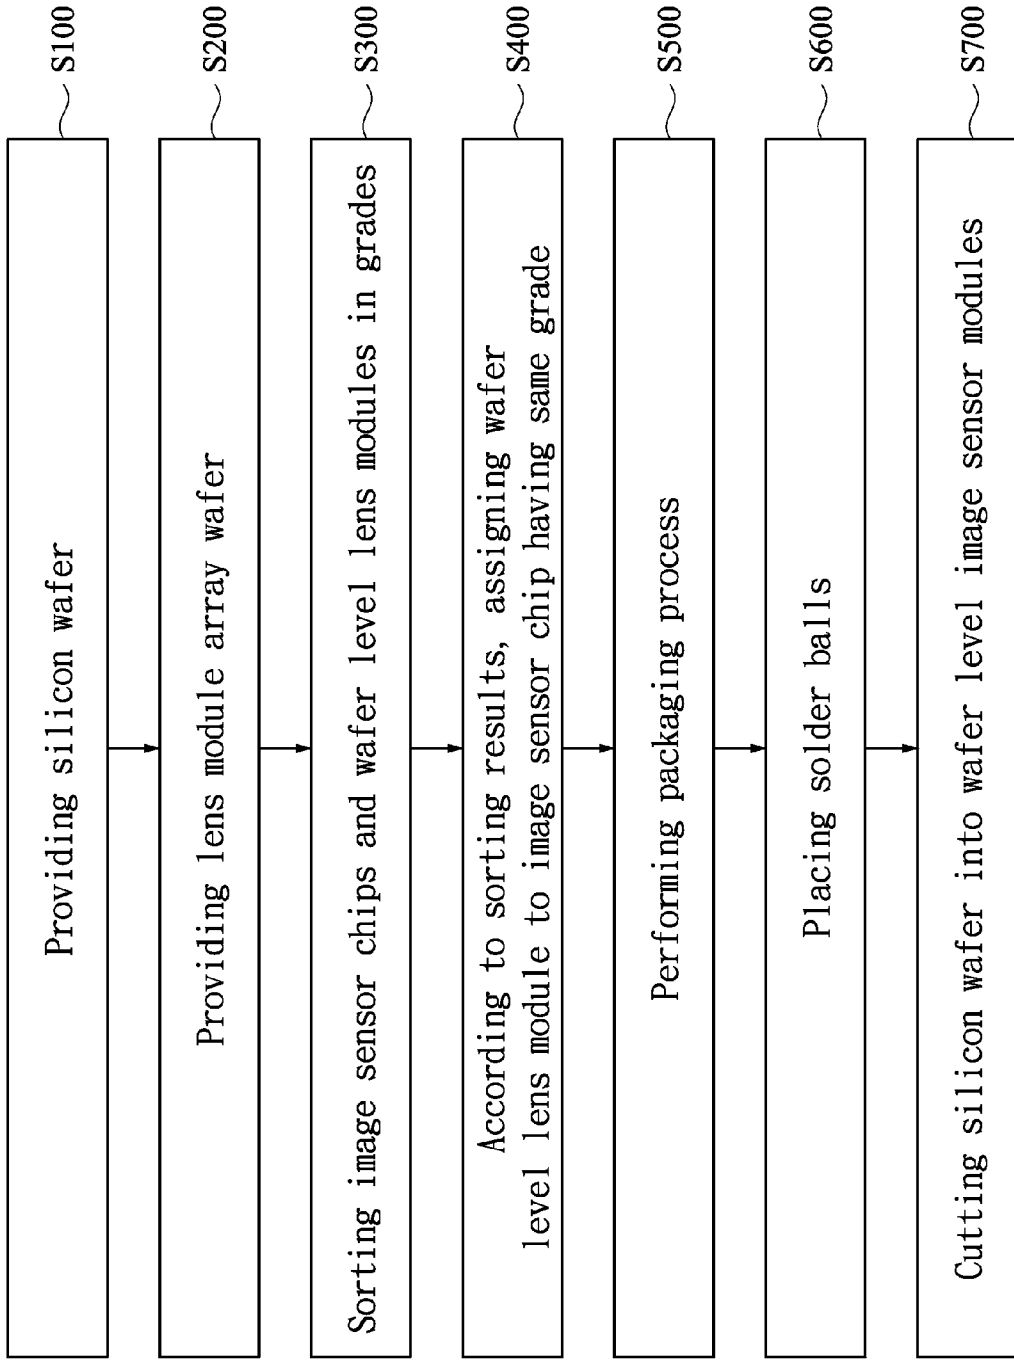 Providing silicon wafer
S100
Providing lens module array wafer
S200
Sorting image sensor chips and wafer level lens modules in grades
S300
According to sorting results, assigning wafer
level lens module to image sensor chip having same grade
S400
Performing packaging process
S500
Placing solder balls
S600
Cutting silicon wafer into wafer level image sensor modules
S700